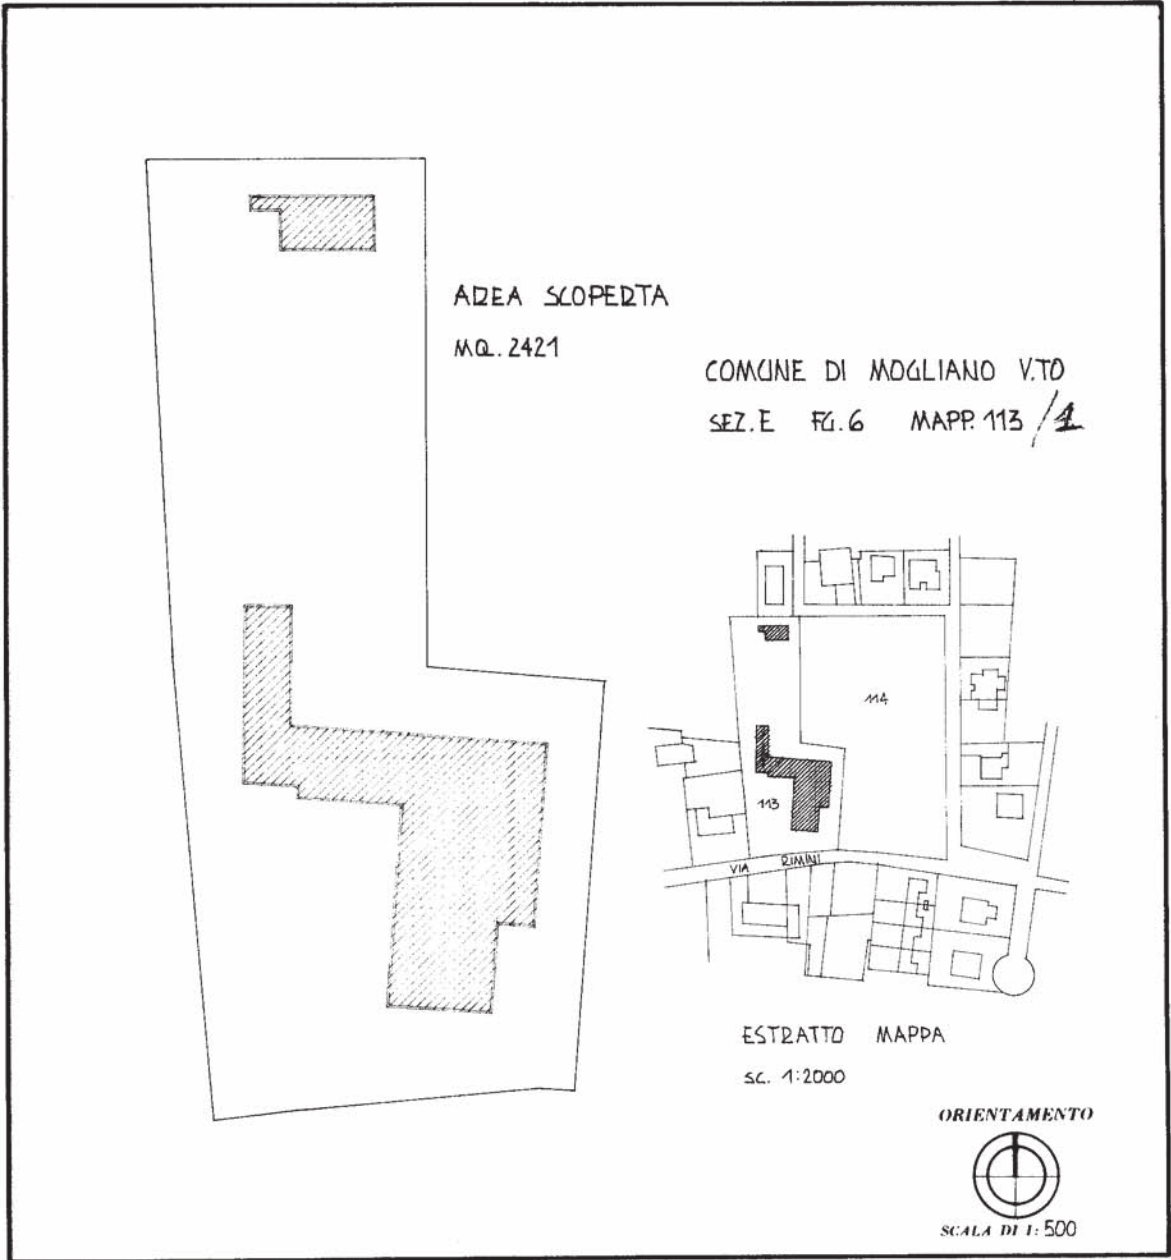 AREA SCOPERTA
MQ. 2421
COMUNE DI MOGLIANO V.TO
SEZ. E FG. 6 MAPP. 113 /1
114
113
VIA RIMINI
ESTRATTO MAPPA
SC. 1:2000
ORIENTAMENTO
SCALA DI 1: 500